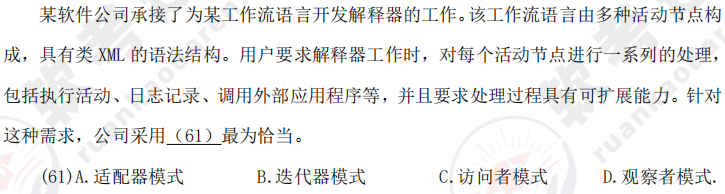 某软件公司承接了为某工作流语言开发解释器的工作。该工作流语言由多种活动节点构
成，具有类 XML 的语法结构。用户要求解释器工作时，对每个活动节点进行一系列的处理，
包括执行活动、日志记录、调用外部应用程序等，并且要求处理过程具有可扩展能力。针对
这种需求，公司采用（61）最为恰当。
(61)A.适配器模式 B.迭代器模式 C.访问者模式 D.观察者模式.